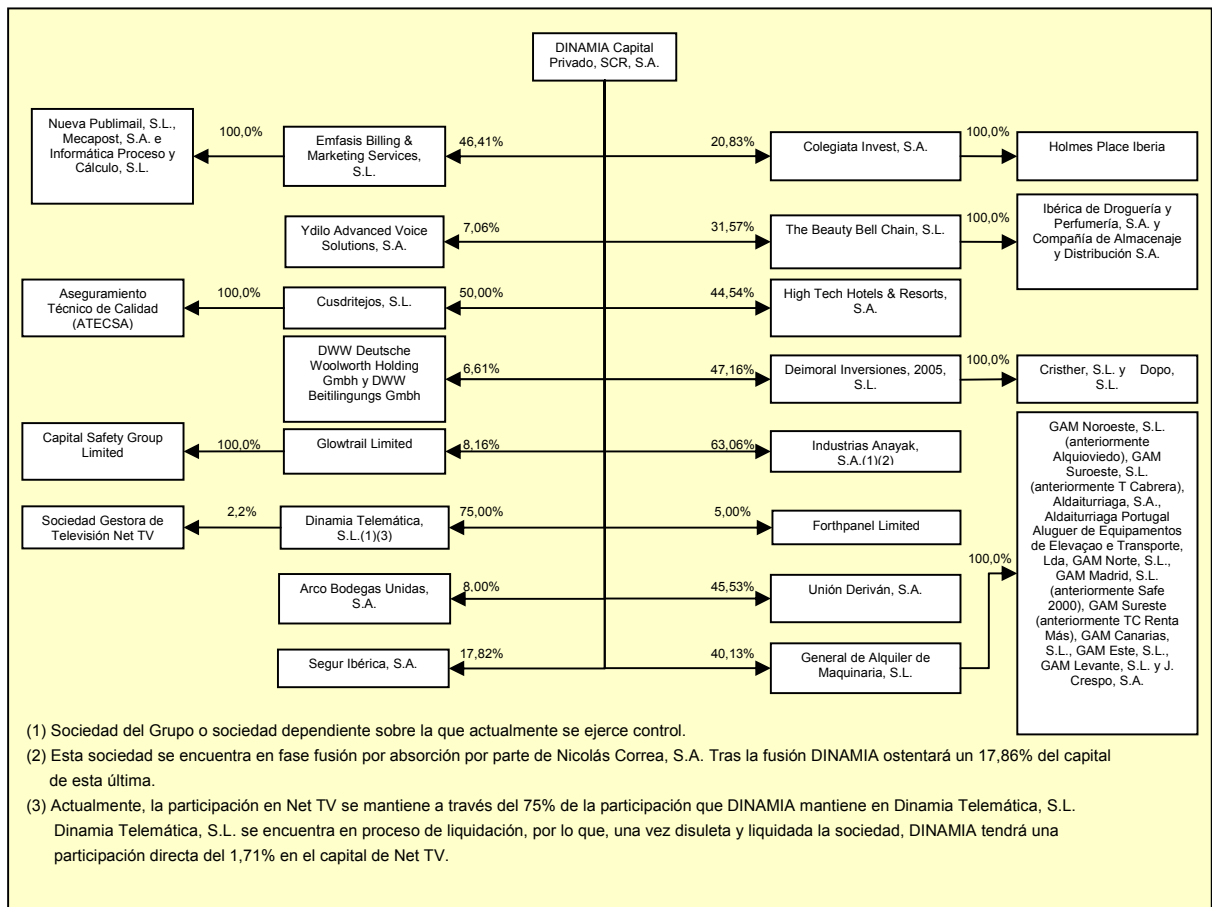 DINAMIA Capital
Privado, SCR, S.A.
Nueva Publimail, S.L.,
Mecapost, S.A. e
Informática Proceso y
Cálculo, S.L.
100,0%
Emfasis Billing &
Marketing Services,
S.L.
46,41%
20,83%
Colegiata Invest, S.A.
100,0%
Holmes Place Iberia
Ydilo Advanced Voice
Solutions, S.A.
7,06%
31,57%
The Beauty Bell Chain, S.L.
100,0%
Ibérica de Droguería y
Perfumería, S.A. y
Compañía de Almacenaje
y Distribución S.A.
Aseguramiento
Técnico de Calidad
(ATECSA)
100,0%
Cusdritejos, S.L.
50,00%
44,54%
High Tech Hotels & Resorts,
S.A.
DWW Deutsche
Woolworth Holding
Gmbh y DWW
Beitilingungs Gmbh
6,61%
47,16%
Deimoral Inversiones, 2005,
S.L.
100,0%
Cristher, S.L. y Dopo,
S.L.
Capital Safety Group
Limited
100,0%
Glowtrail Limited
8,16%
63,06%
Industrias Anayak,
S.A.(1)(2)
Sociedad Gestora de
Televisión Net TV
2,2%
Dinamia Telemática,
S.L.(1)(3)
75,00%
5,00%
Forthpanel Limited
Arco Bodegas Unidas,
S.A.
8,00%
45,53%
Unión Deriván, S.A.
Segur Ibérica, S.A.
17,82%
40,13%
General de Alquiler de
Maquinaria, S.L.
100,0%
GAM Noroeste, S.L.
(anteriormente
Alquioviedo), GAM
Suroeste, S.L.
(anteriormente T Cabrera),
Aldaiturriaga, S.A.,
Aldaiturriaga Portugal
Aluguer de Equipamentos
de Elevaçao e Transporte,
Lda, GAM Norte, S.L.,
GAM Madrid, S.L.
(anteriormente Safe
2000), GAM Sureste
(anteriormente TC Renta
Más), GAM Canarias,
S.L., GAM Este, S.L.,
GAM Levante, S.L. y J.
Crespo, S.A.
(1) Sociedad del Grupo o sociedad dependiente sobre la que actualmente se ejerce control.
(2) Esta sociedad se encuentra en fase fusión por absorción por parte de Nicolás Correa, S.A. Tras la fusión DINAMIA ostentará un 17,86% del capital
de esta última.
(3) Actualmente, la participación en Net TV se mantiene a través del 75% de la participación que DINAMIA mantiene en Dinamia Telemática, S.L.
Dinamia Telemática, S.L. se encuentra en proceso de liquidación, por lo que, una vez disuleta y liquidada la sociedad, DINAMIA tendrá una
participación directa del 1,71% en el capital de Net TV.